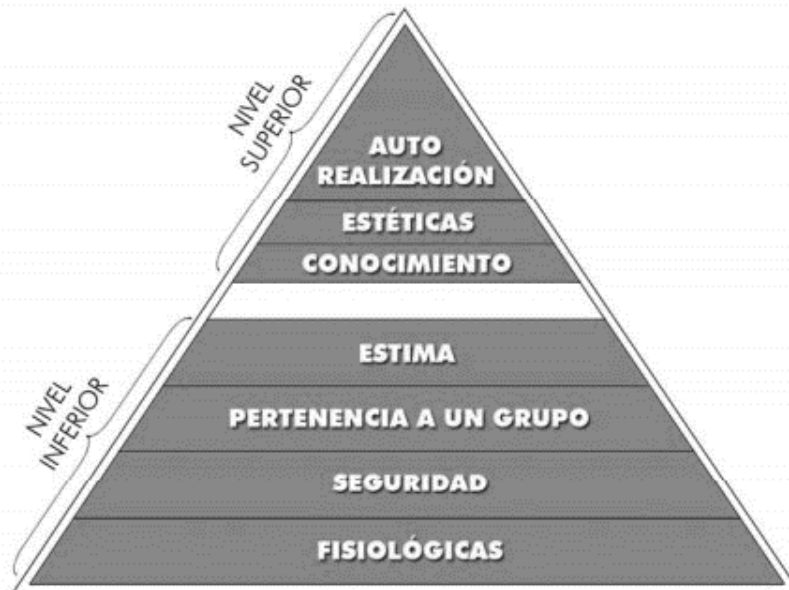 NIVEL
SUPERIOR
AUTO
REALIZACIÓN
ESTÉTICAS
CONOCIMIENTO
NIVEL
INFERIOR
ESTIMA
PERTENENCIA A UN GRUPO
SEGURIDAD
FISIOLÓGICAS